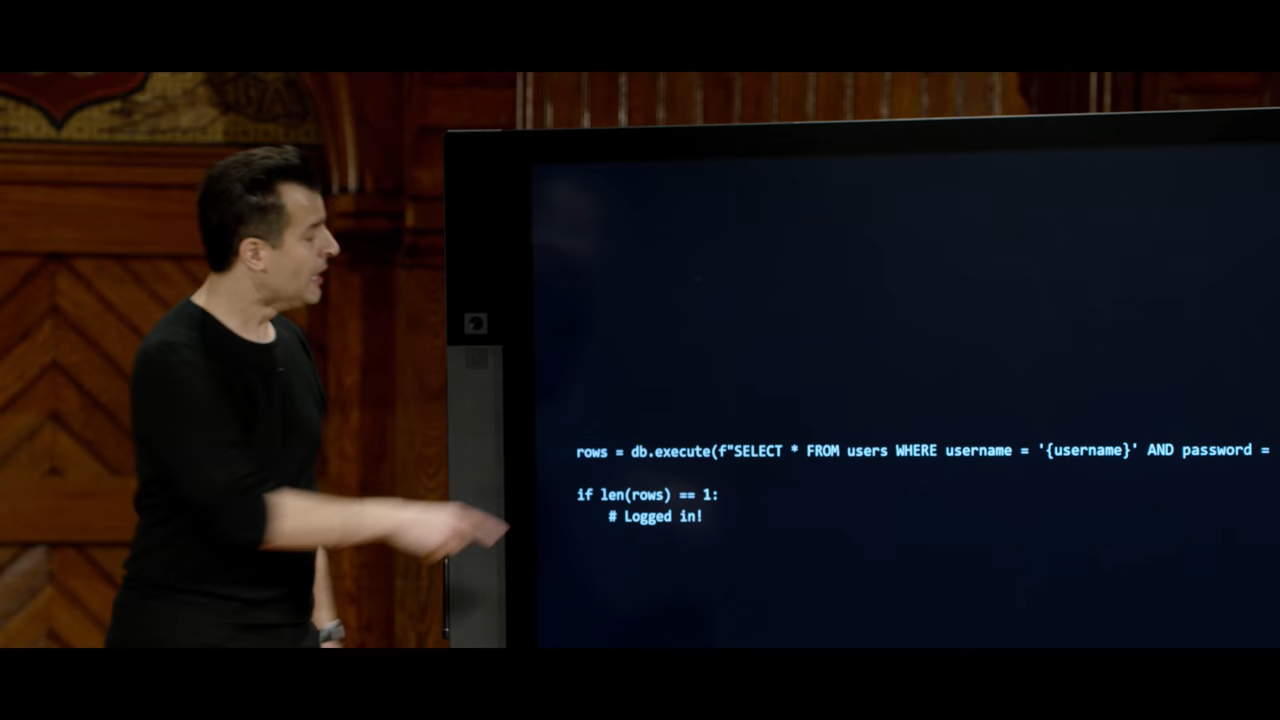 rows = db.execute(f"SELECT * FROM users WHERE username = '{username}' AND password =
if len(rows) == 1:
    # Logged in!